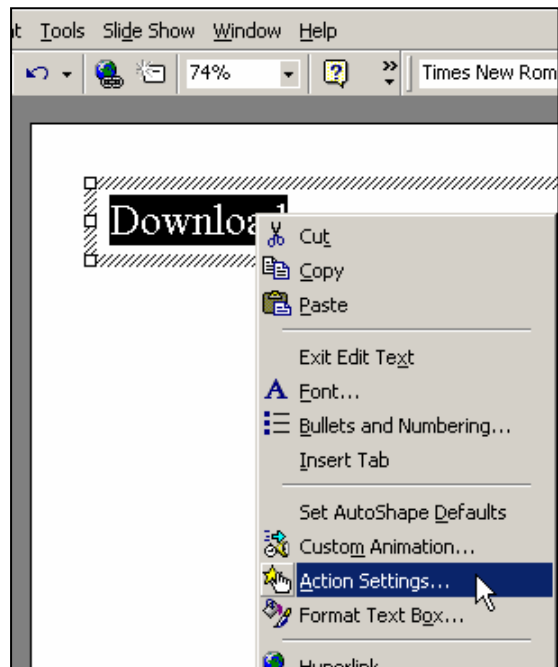 t Tools Slide Show Window Help
74% Times New Rom
Download
Cut
Copy
Paste
Exit Edit Text
Font...
Bullets and Numbering...
Insert Tab
Set AutoShape Defaults
Custom Animation...
Action Settings...
Format Text Box...
Hyperlink